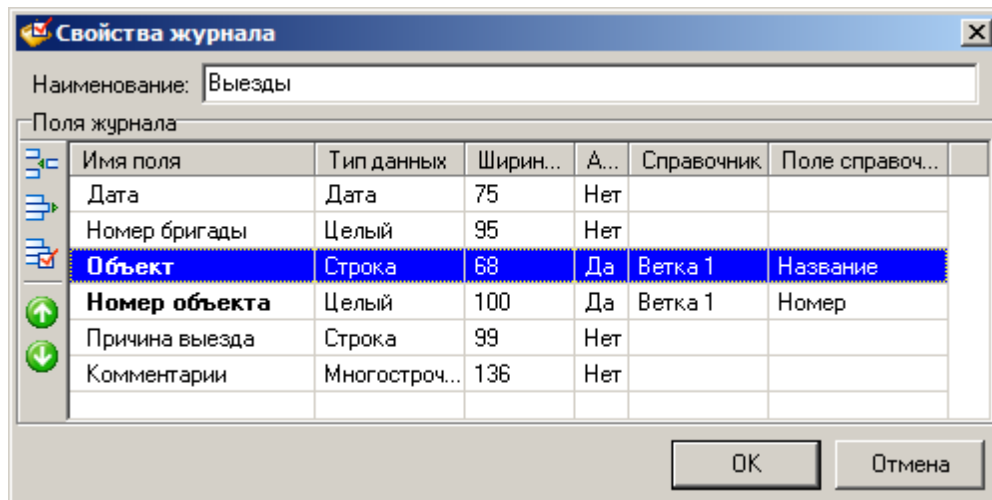 Свойства журнала
Наименование: Выезды
Поля журнала
Имя поля Тип данных Ширин... А... Справочник Поле справоч...
Дата Дата 75 Нет
Номер бригады Целый 95 Нет
Объект Строка 68 Да Ветка 1 Название
Номер объекта Целый 100 Да Ветка 1 Номер
Причина выезда Строка 99 Нет
Комментарии Многостроч... 136 Нет
OK Отмена